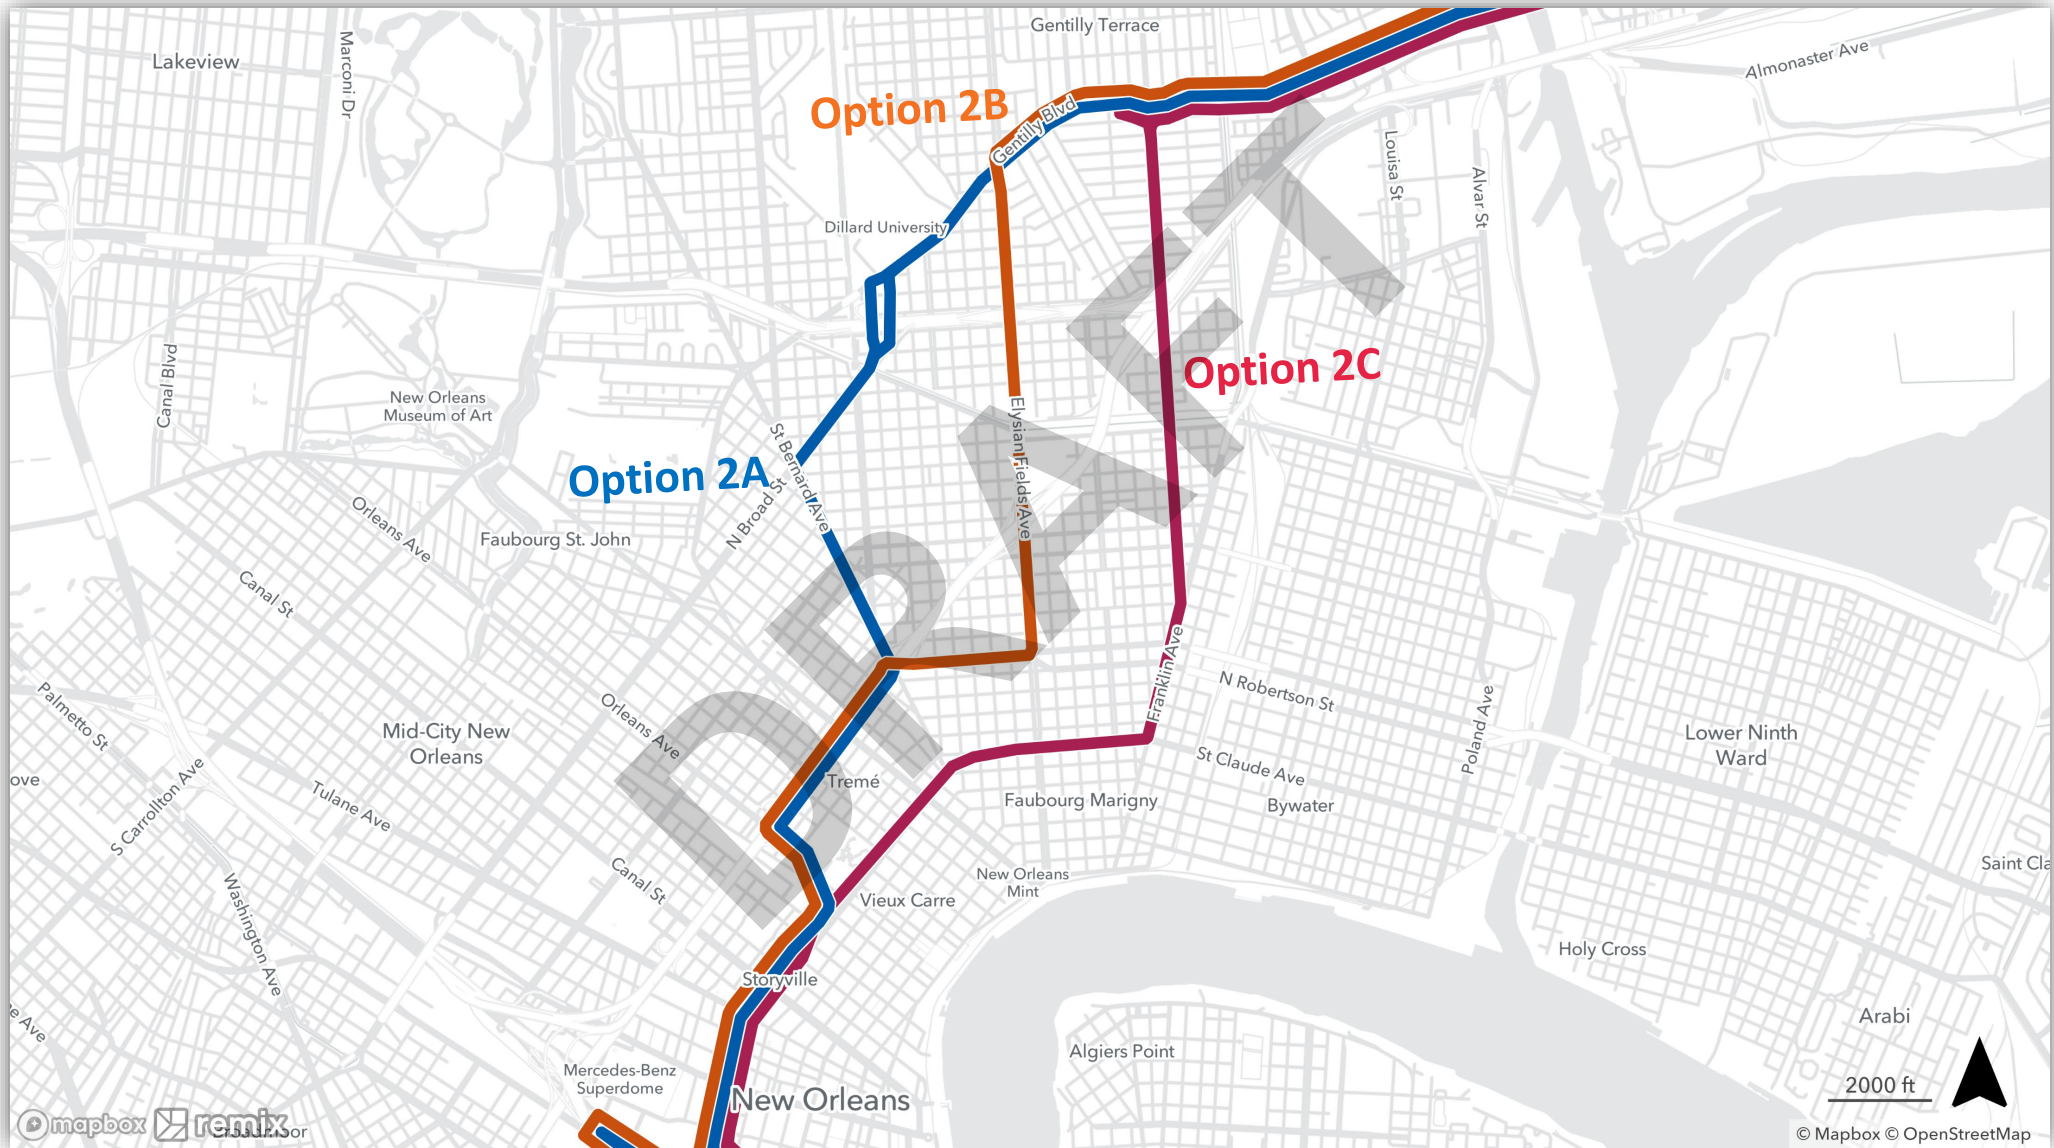 Gentilly Terrace
Lakeview
Marconi Dr
Almonaster Ave
Option 2B
Gentilly Blvd
Louisa St
Alvar St
Dillard University
DRAFT
Canal Blvd
Option 2C
New Orleans
Museum of Art
Elysian Fields Ave
St Bernard Ave
Option 2A
N Broad St
Orleans Ave
Faubourg St. John
Canal St
Franklin Ave
N Robertson St
Palmetto St
Orleans Ave
Poland Ave
Mid-City New
Orleans
Lower Ninth
Ward
St Claude Ave
ove
S Carrollton Ave
Tulane Ave
Tremé
Faubourg Marigny
Bywater
Canal St
New Orleans
Mint
Saint Cla
Washington Ave
Vieux Carre
Holy Cross
Storyville
e Ave
Arabi
Algiers Point
Mercedes-Benz
Superdome
New Orleans
2000 ft
mapbox
remix
Broadmoor
© Mapbox © OpenStreetMap